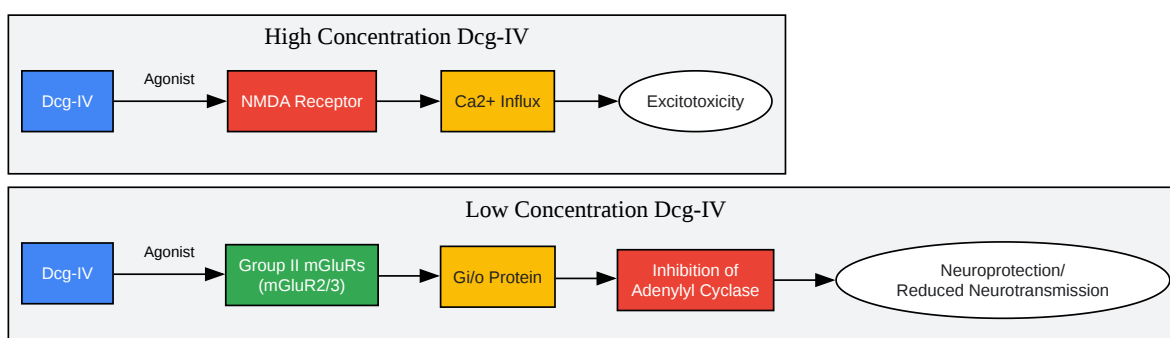 High Concentration Dcg-IV
Dcg-IV
Agonist
NMDA Receptor
Ca2+ Influx
Excitotoxicity
Low Concentration Dcg-IV
Dcg-IV
Agonist
Group II mGluRs
(mGluR2/3)
Gi/o Protein
Inhibition of
Adenylyl Cyclase
Neuroprotection/
Reduced Neurotransmission